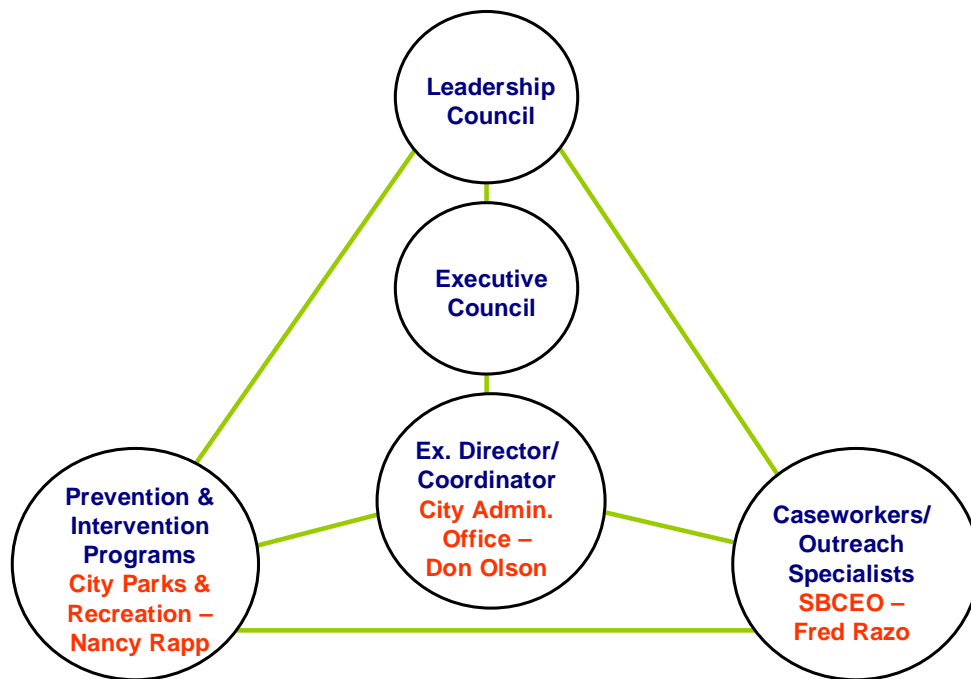 Leadership
Council
Executive
Council
Ex. Director/
Coordinator
City Admin.
Office –
Don Olson
Prevention &
Intervention
Programs
City Parks &
Recreation –
Nancy Rapp
Caseworkers/
Outreach
Specialists
SBCEO –
Fred Razo